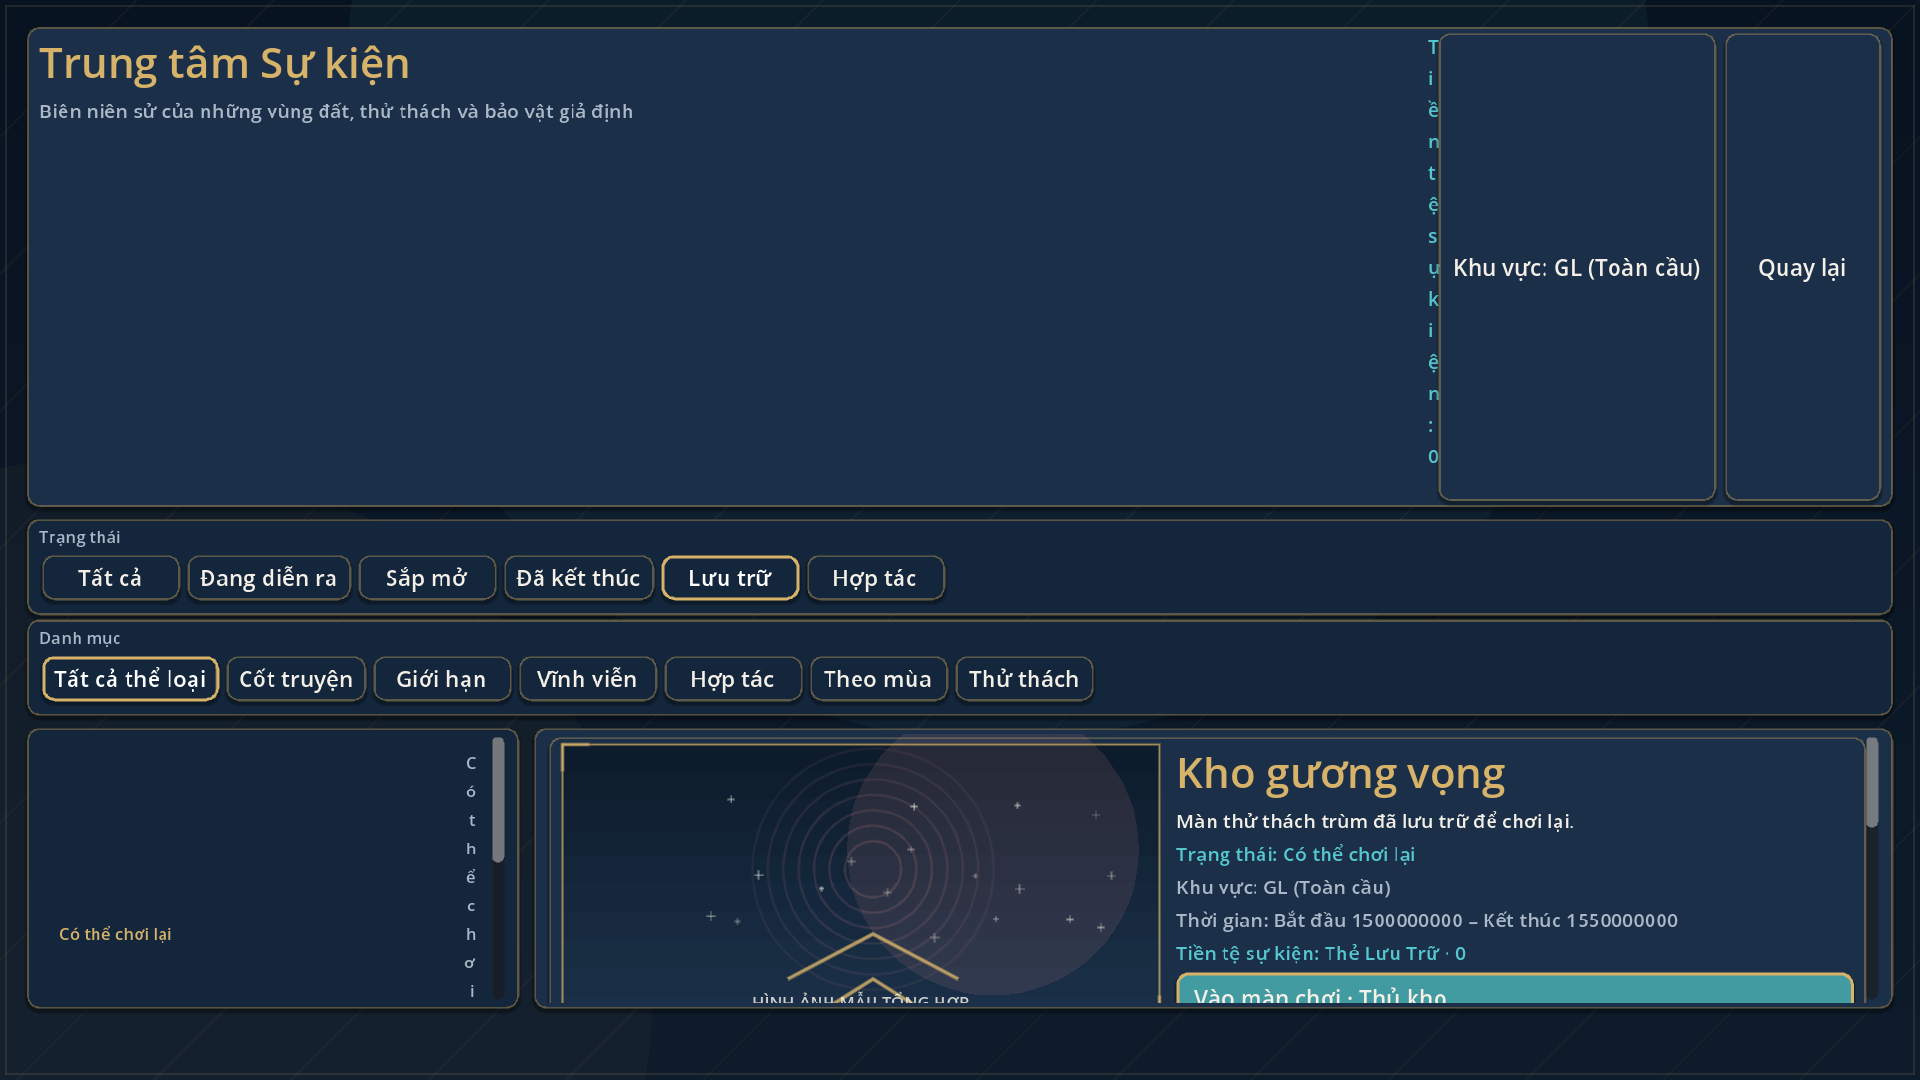 Trung tâm Sự kiện
Biên niên sử của những vùng đất, thử thách và bảo vật giả định
Tiền tệ sự kiện: 0
Khu vực: GL (Toàn cầu)
Quay lại
Trạng thái
Tất cả
Đang diễn ra
Sắp mở
Đã kết thúc
Lưu trữ
Hợp tác
Danh mục
Tất cả thể loại
Cốt truyện
Giới hạn
Vĩnh viễn
Hợp tác
Theo mùa
Thử thách
Có thể chơi lại
Có thể chơi
Kho gương vọng
Màn thử thách trùm đã lưu trữ để chơi lại.
Trạng thái: Có thể chơi lại
Khu vực: GL (Toàn cầu)
Thời gian: Bắt đầu 1500000000 – Kết thúc 1550000000
Tiền tệ sự kiện: Thẻ Lưu Trữ · 0
Vào màn chơi · Thủ kho
HÌNH ẢNH MẪU TỔNG HỢP